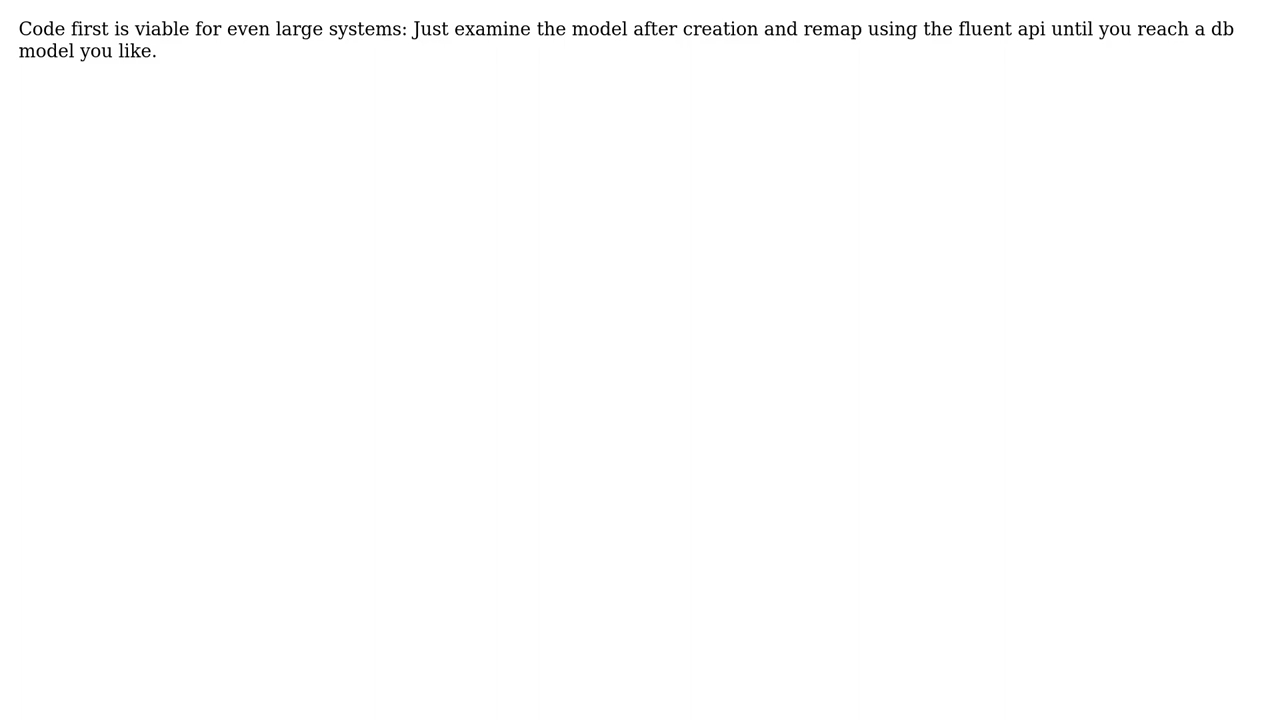 Code first is viable for even large systems: Just examine the model after creation and remap using the fluent api until you reach a db
model you like.